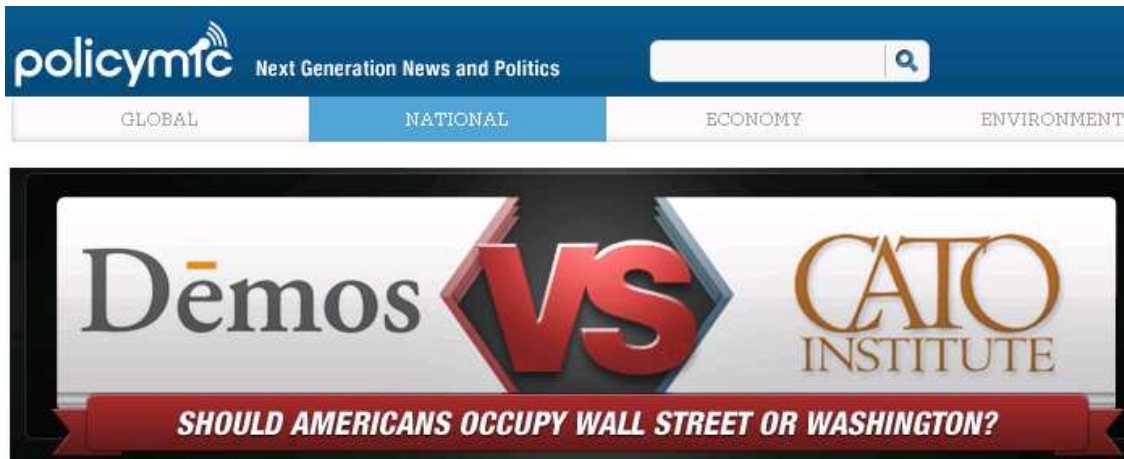 policymic Next Generation News and Politics
GLOBAL NATIONAL ECONOMY ENVIRONMENT
Dēmos VS CATO
INSTITUTE
SHOULD AMERICANS OCCUPY WALL STREET OR WASHINGTON?